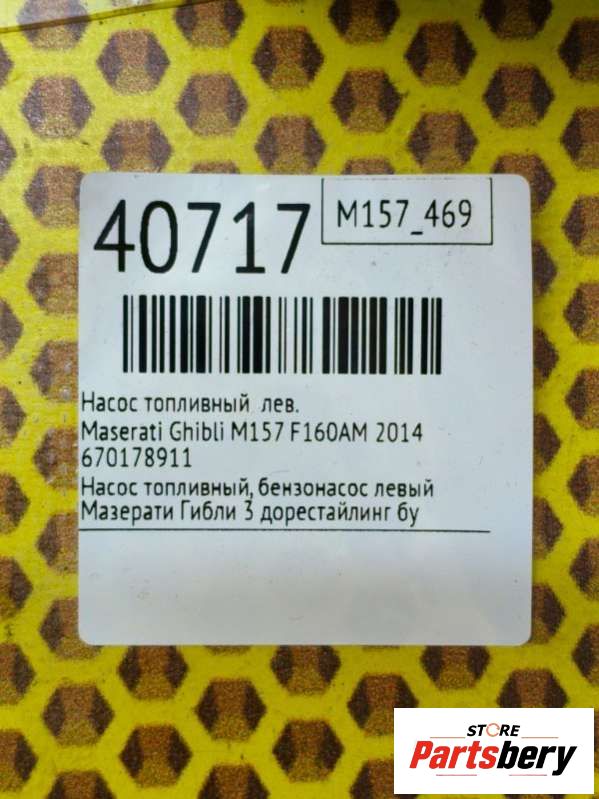 40717
M157_469
Насос топливный лев.
Maserati Ghibli M157 F160AM 2014
670178911
Насос топливный, бензонасос левый
Мазерати Гибли 3 дорестайлинг бу
STORE
Partsbery